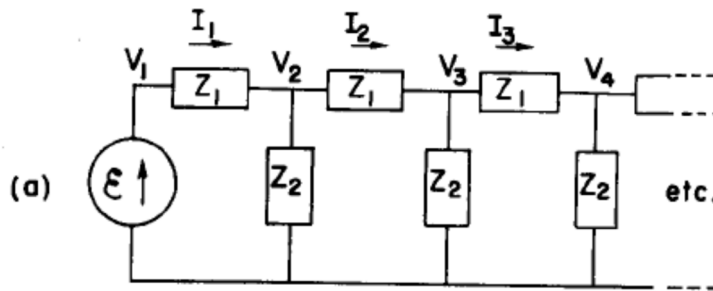 I₁ I₂ I₃
V₁ V₂ V₃ V₄
Z₁ Z₁ Z₁
(a) ℰ Z₂ Z₂ Z₂ etc.